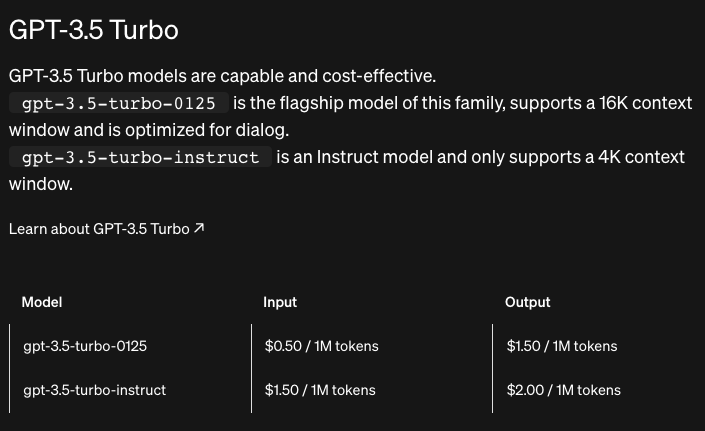 GPT-3.5 Turbo
GPT-3.5 Turbo models are capable and cost-effective.
gpt-3.5-turbo-0125 is the flagship model of this family, supports a 16K context
window and is optimized for dialog.
gpt-3.5-turbo-instruct is an Instruct model and only supports a 4K context
window.
Learn about GPT-3.5 Turbo ↗
Model Input Output
gpt-3.5-turbo-0125 $0.50 / 1M tokens $1.50 / 1M tokens
gpt-3.5-turbo-instruct $1.50 / 1M tokens $2.00 / 1M tokens